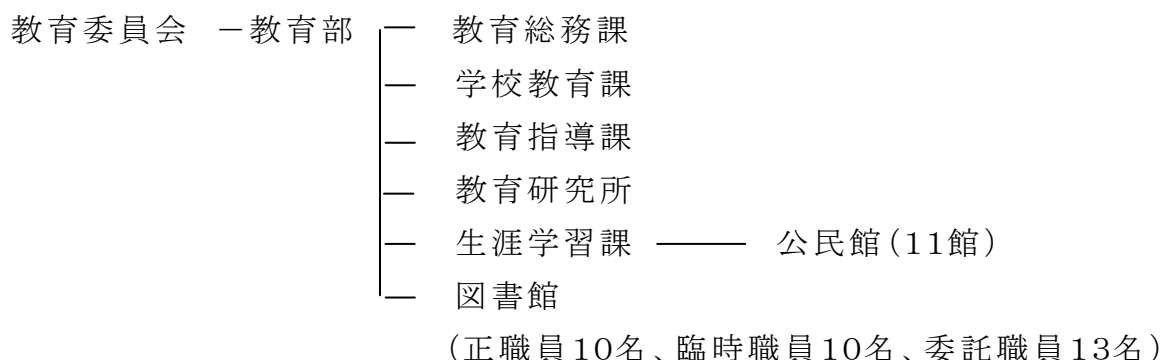 教育委員会 －教育部 ― 教育総務課
― 学校教育課
― 教育指導課
― 教育研究所
― 生涯学習課 ――― 公民館(11館)
― 図書館
(正職員10名、臨時職員10名、委託職員13名)